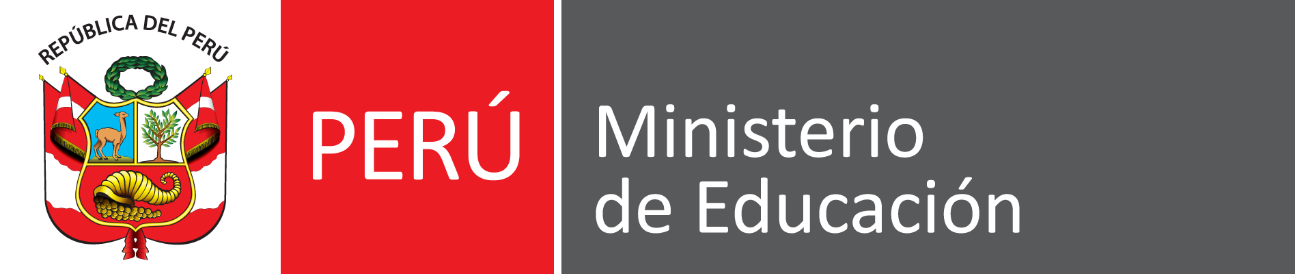 REPÚBLICA DEL PERÚ
PERÚ
Ministerio
de Educación